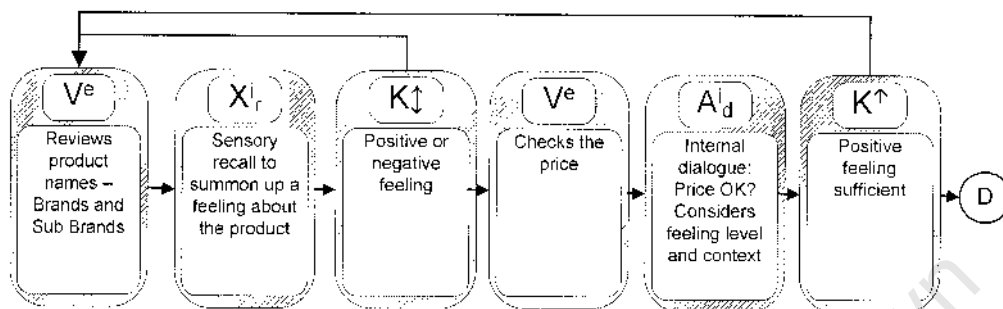 Vᵉ
Reviews
product
names –
Brands and
Sub Brands
Xⁱᵣ
Sensory
recall to
summon up a
feeling about
the product
K↕
Positive or
negative
feeling
Vᵉ
Checks the
price
Aⁱd
Internal
dialogue:
Price OK?
Considers
feeling level
and context
K↑
Positive
feeling
sufficient
D